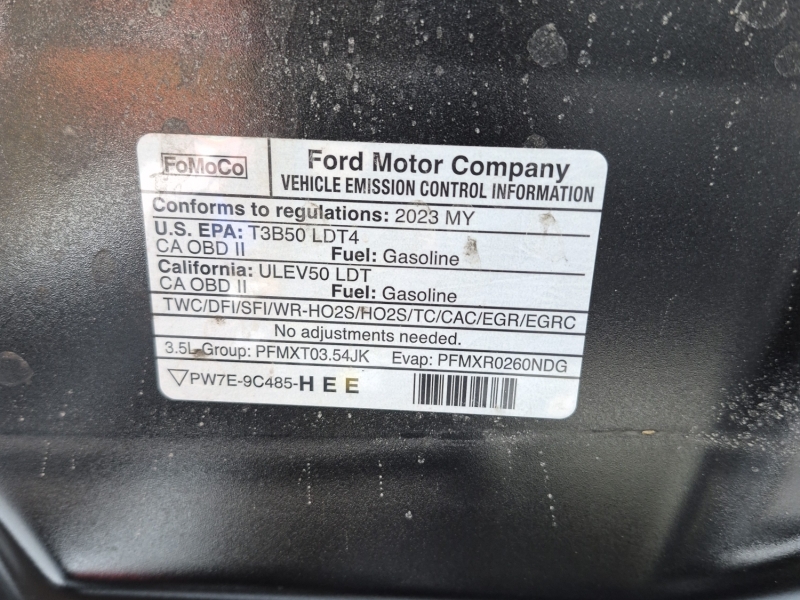 FoMoCo
Ford Motor Company
VEHICLE EMISSION CONTROL INFORMATION
Conforms to regulations: 2023 MY
U.S. EPA: T3B50 LDT4
CA OBD II Fuel: Gasoline
California: ULEV50 LDT
CA OBD II Fuel: Gasoline
TWC/DFI/SFI/WR-HO2S/HO2S/TC/CAC/EGR/EGRC
No adjustments needed.
3.5L-Group: PFMXT03.54JK Evap: PFMXR0260NDG
PW7E-9C485-HEE